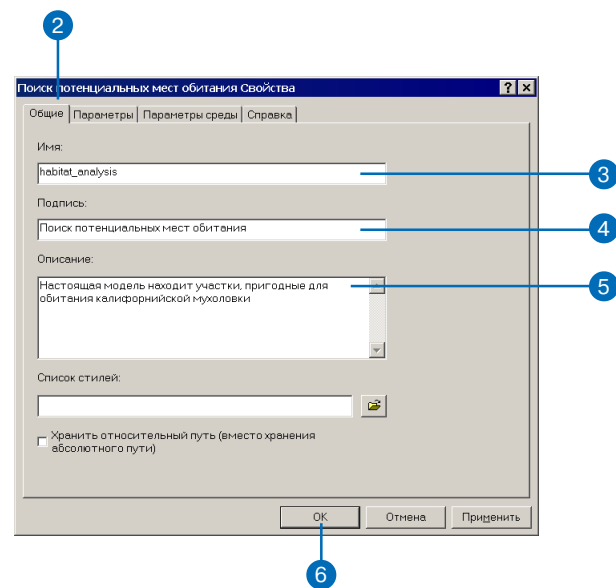 2
Поиск потенциальных мест обитания Свойства
Общие Параметры Параметры среды Справка
Имя:
habitat_analysis
3
Подпись:
Поиск потенциальных мест обитания
4
Описание:
Настоящая модель находит участки, пригодные для
обитания калифорнийской мухоловки
5
Список стилей:
Хранить относительный путь (вместо хранения
абсолютного пути)
OK Отмена Применить
6